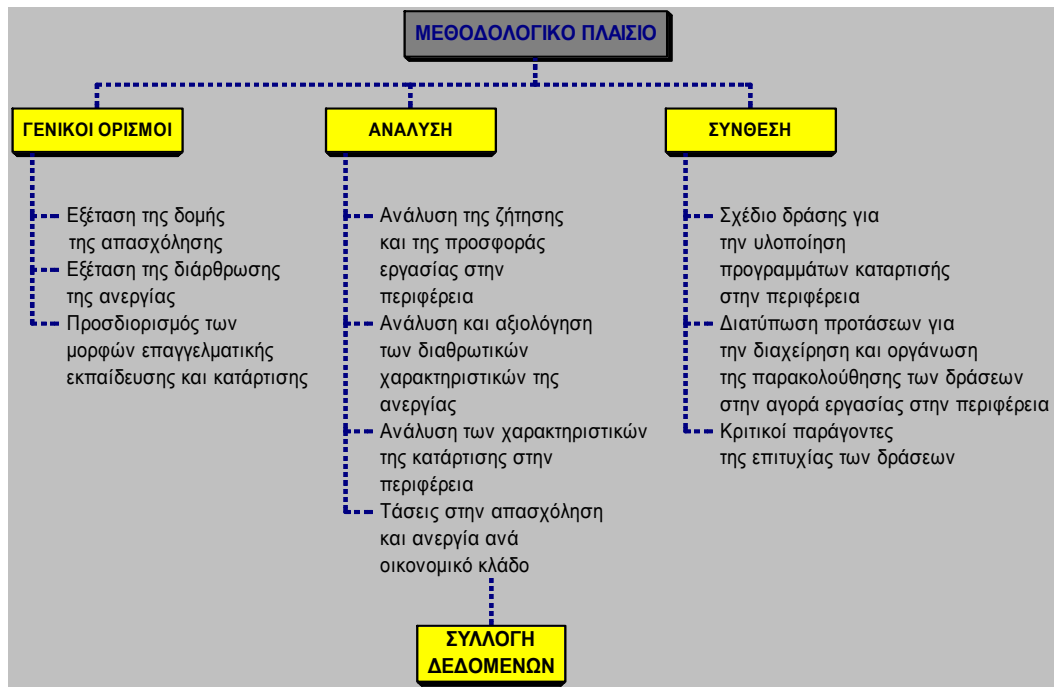 ΜΕΘΟΔΟΛΟΓΙΚΟ ΠΛΑΙΣΙΟ
ΓΕΝΙΚΟΙ ΟΡΙΣΜΟΙ
Εξέταση της δομής
της απασχόλησης
Εξέταση της διάρθρωσης
της ανεργίας
Προσδιορισμός των
μορφών επαγγελματικής
εκπαίδευσης και κατάρτισης
ΑΝΑΛΥΣΗ
Ανάλυση της ζήτησης
και της προσφοράς
εργασίας στην
περιφέρεια
Ανάλυση και αξιολόγηση
των διαθρωτικών
χαρακτηριστικών της
ανεργίας
Ανάλυση των χαρακτηριστικών
της κατάρτισης στην
περιφέρεια
Τάσεις στην απασχόληση
και ανεργία ανά
οικονομικό κλάδο
ΣΥΛΛΟΓΗ
ΔΕΔΟΜΕΝΩΝ
ΣΥΝΘΕΣΗ
Σχέδιο δράσης για
την υλοποίηση
προγραμμάτων καταρτισής
στην περιφέρεια
Διατύπωση προτάσεων για
την διαχείρηση και οργάνωση
της παρακολούθησης των δράσεων
στην αγορά εργασίας στην περιφέρεια
Κριτικοί παράγοντες
της επιτυχίας των δράσεων